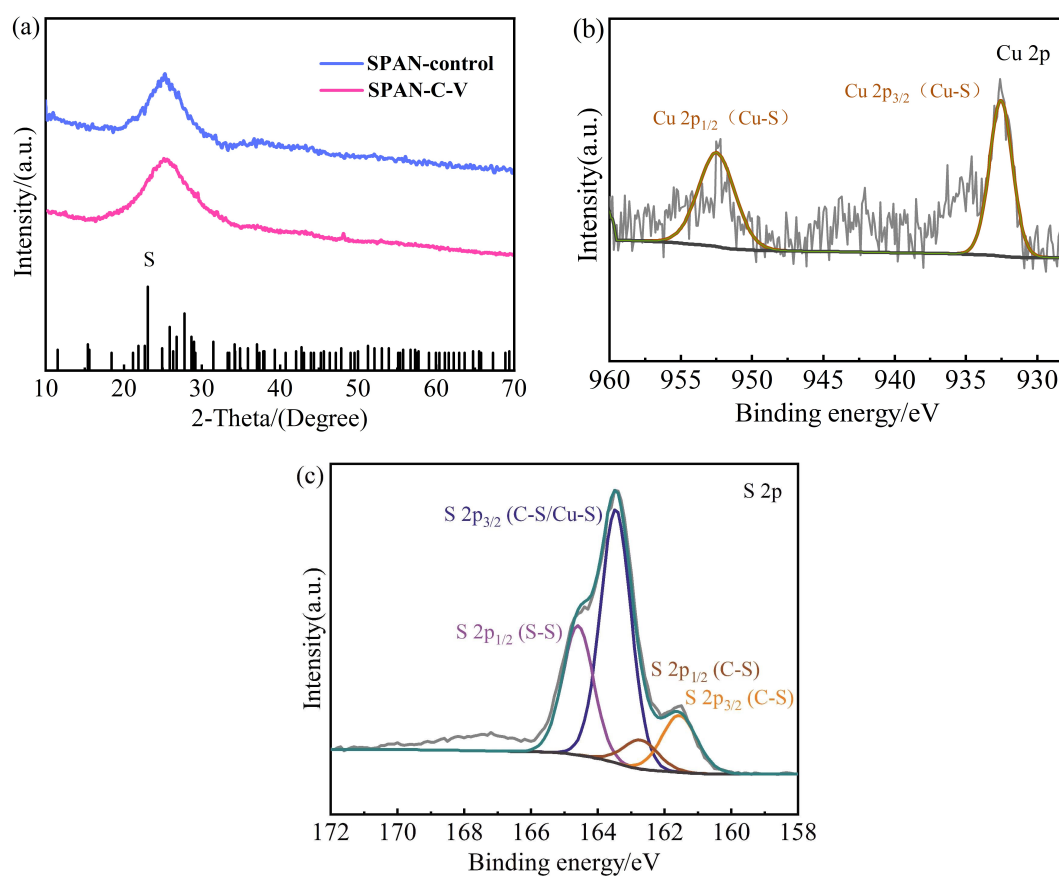 (a)
SPAN-control
SPAN-C-V
S
Intensity/(a.u.)
10 20 30 40 50 60 70
2-Theta/(Degree)
(b)
Cu 2p
Cu 2p3/2（Cu-S）
Cu 2p1/2（Cu-S）
Intensity(a.u.)
960 955 950 945 940 935 930
Binding energy/eV
(c)
S 2p
S 2p3/2 (C-S/Cu-S)
S 2p1/2 (S-S)
S 2p1/2 (C-S)
S 2p3/2 (C-S)
Intensity(a.u.)
172 170 168 166 164 162 160 158
Binding energy/eV